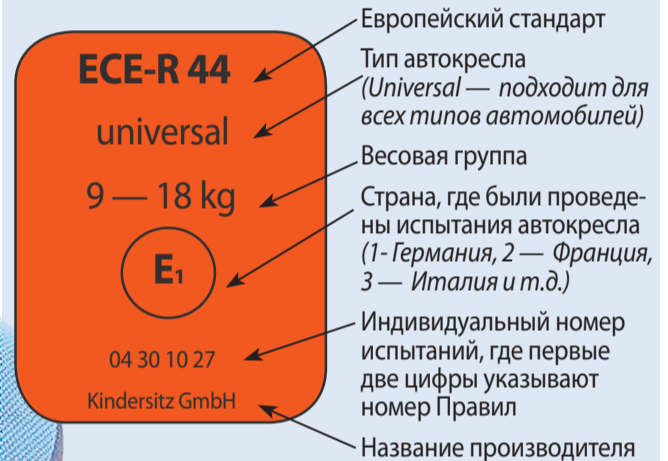 ECE-R 44
universal
9 — 18 kg
E1
04 30 10 27
Kindersitz GmbH
Европейский стандарт
Тип автокресла
(Universal — подходит для
всех типов автомобилей)
Весовая группа
Страна, где были проведе-
ны испытания автокресла
(1- Германия, 2 — Франция,
3 — Италия и т.д.)
Индивидуальный номер
испытаний, где первые
две цифры указывают
номер Правил
Название производителя